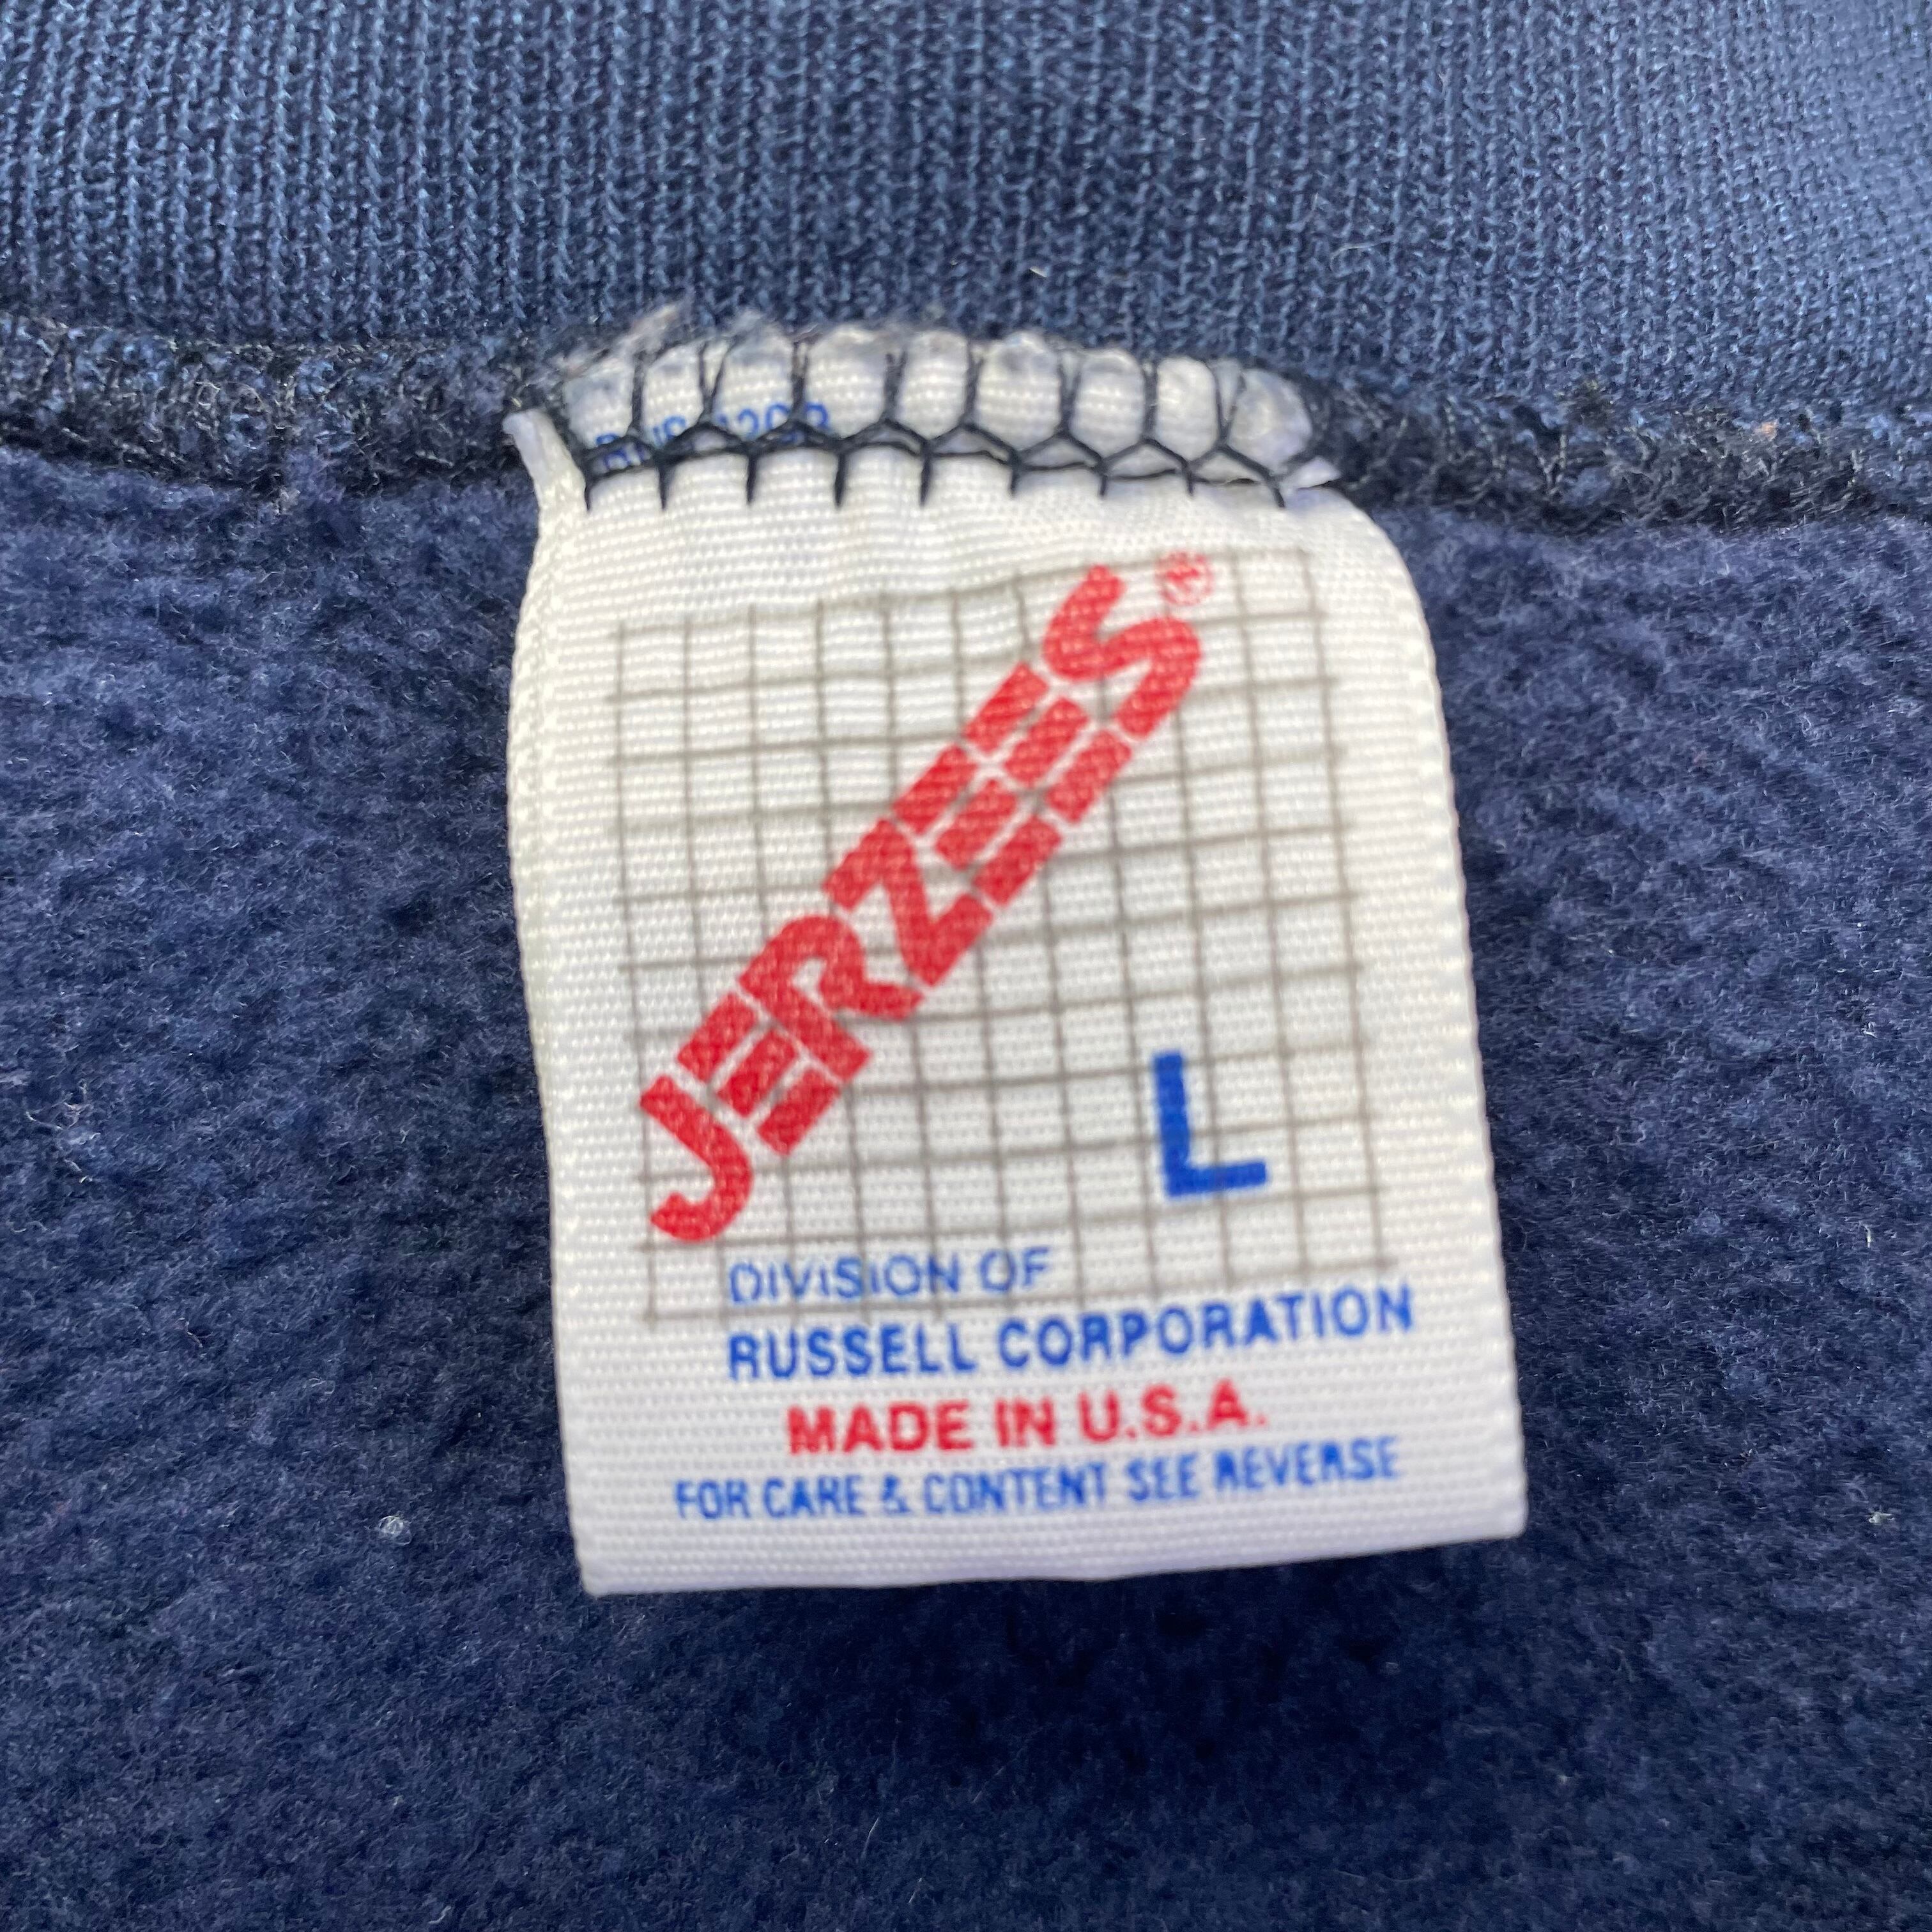 JERZEES®
L
DIVISION OF
RUSSELL CORPORATION
MADE IN U.S.A.
FOR CARE & CONTENT SEE REVERSE